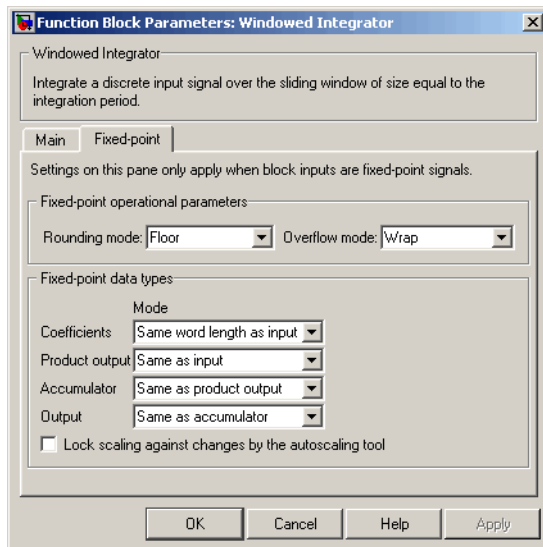 Function Block Parameters: Windowed Integrator
Windowed Integrator
Integrate a discrete input signal over the sliding window of size equal to the
integration period.
Main Fixed-point
Settings on this pane only apply when block inputs are fixed-point signals.
Fixed-point operational parameters
Rounding mode: Floor Overflow mode: Wrap
Fixed-point data types
Mode
Coefficients Same word length as input
Product output Same as input
Accumulator Same as product output
Output Same as accumulator
Lock scaling against changes by the autoscaling tool
OK Cancel Help Apply